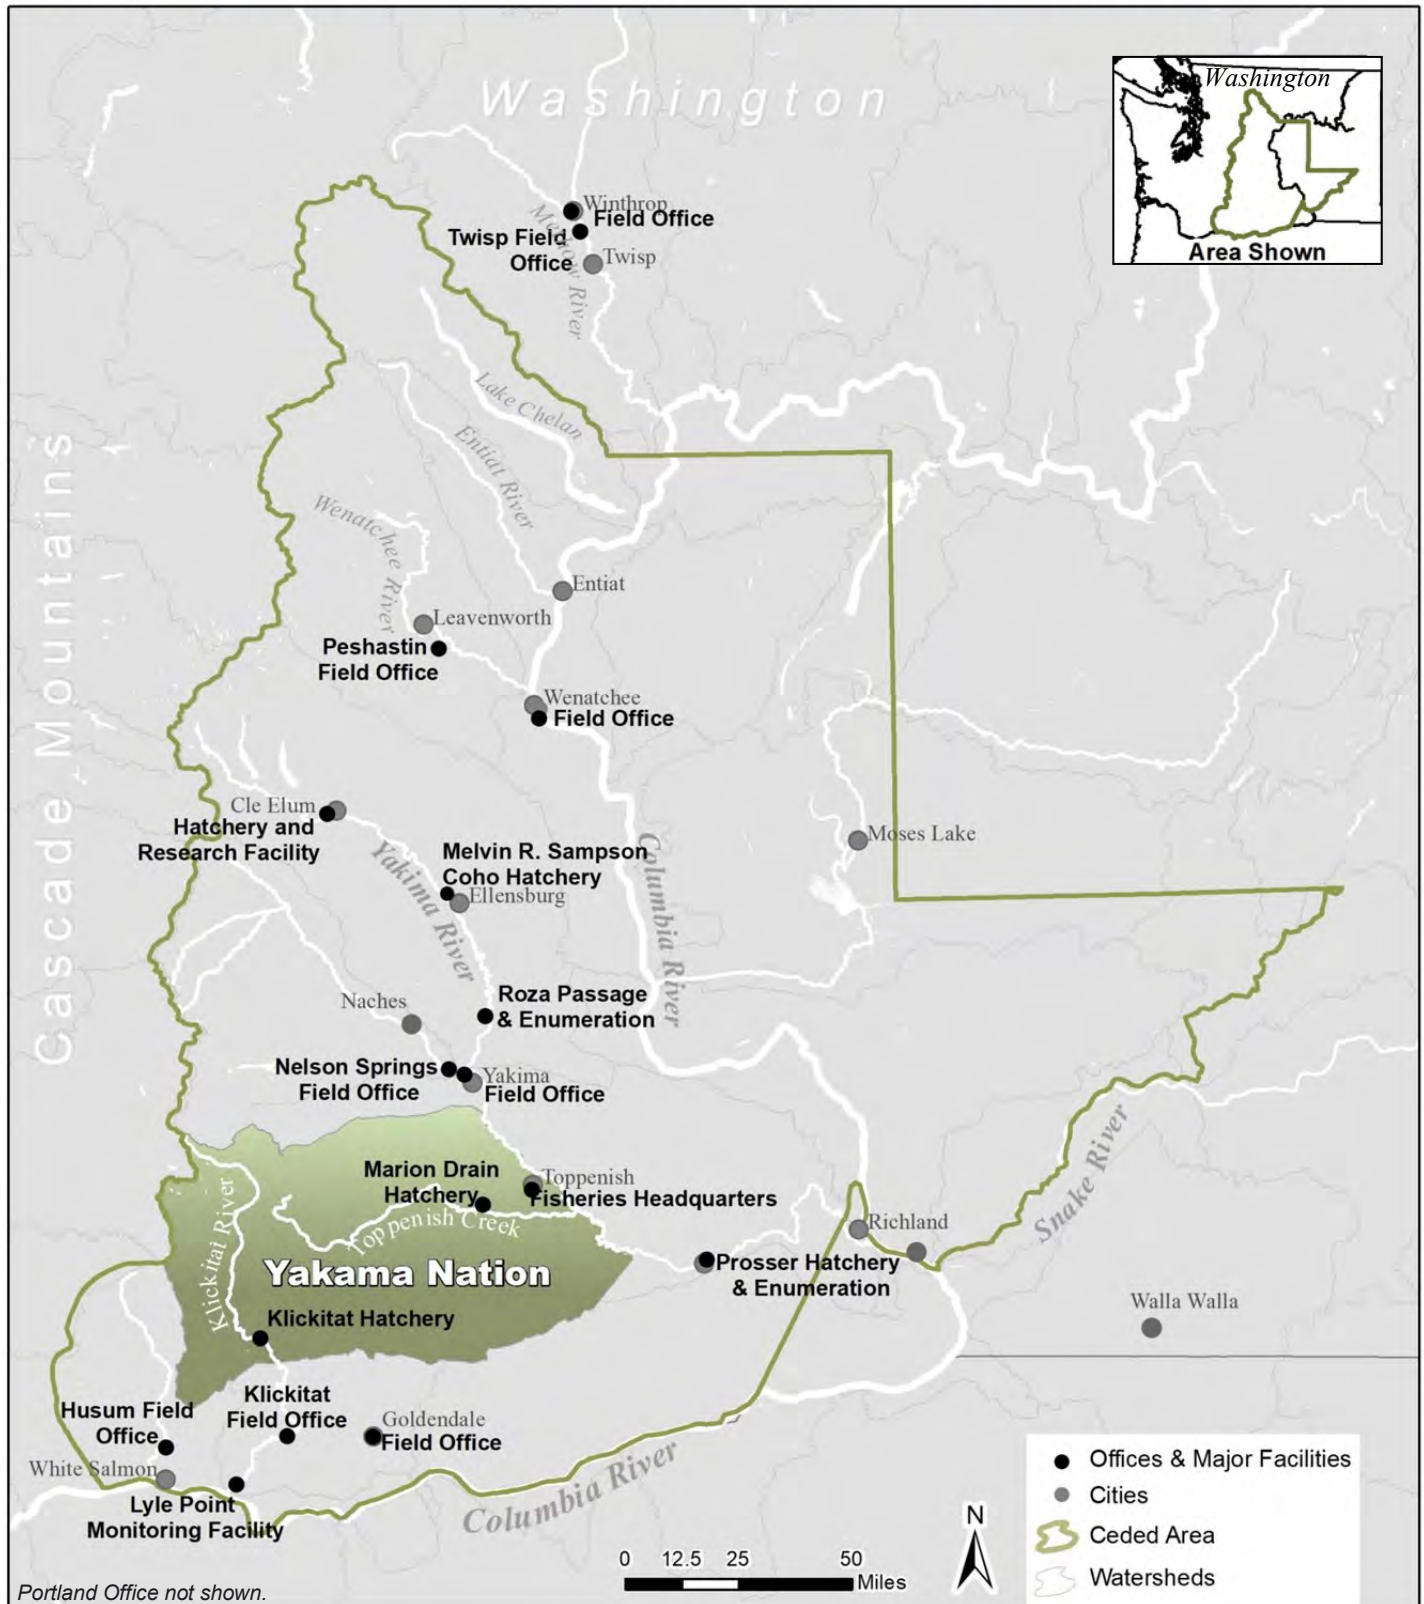 Washington
Washington
Area Shown
Winthrop
Field Office
Twisp Field
Office
Methow River
Twisp
Lake Chelan
Entiat River
Wenatchee River
Entiat
Leavenworth
Peshastin
Field Office
Wenatchee
Field Office
Cascade Mountains
Cle Elum
Hatchery and
Research Facility
Yakima River
Melvin R. Sampson
Coho Hatchery
Ellensburg
Columbia River
Moses Lake
Naches
Roza Passage
& Enumeration
Nelson Springs
Field Office
Yakima
Field Office
Marion Drain
Hatchery
Toppenish
Fisheries Headquarters
Klickitat River
Toppenish Creek
Yakama Nation
Snake River
Richland
Prosser Hatchery
& Enumeration
Klickitat Hatchery
Walla Walla
Klickitat
Field Office
Husum Field
Office
Goldendale
Field Office
White Salmon
Lyle Point
Monitoring Facility
Columbia River
N
0 12.5 25 50
Miles
Offices & Major Facilities
Cities
Ceded Area
Watersheds
Portland Office not shown.